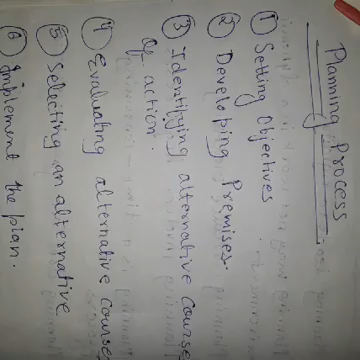 Planning Process
① Setting Objectives
② Developing Premises.
③ Identifying alternative course
of action.
④ Evaluating alternative courses
⑤ Selecting an alternative
⑥ Implement the plan.